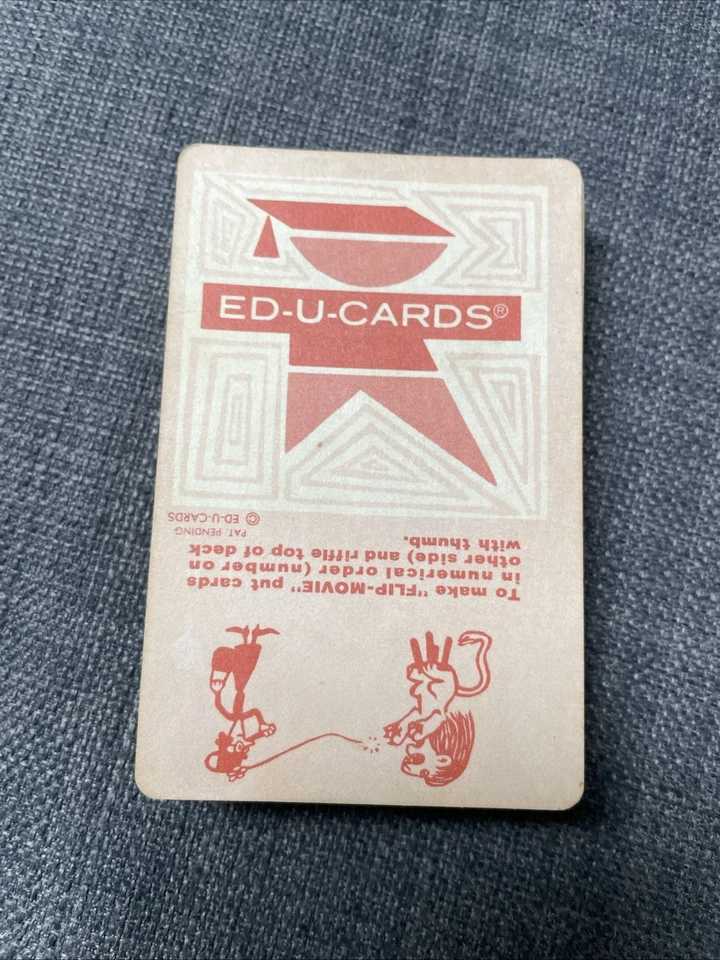 ED-U-CARDS®
To make "FLIP-MOVIE" put cards
in numerical order (number on
other side) and riffle top of deck
with thumb.
PAT. PENDING
© ED-U-CARDS